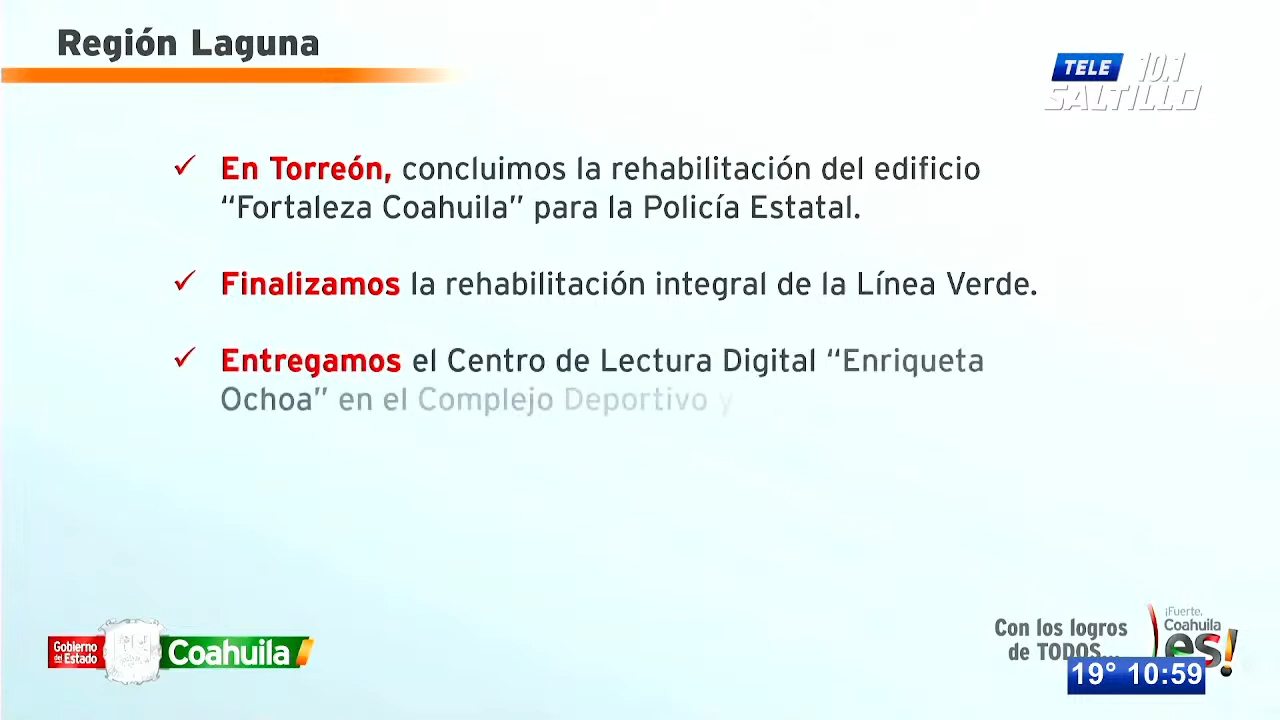 Región Laguna
TELE 10.1
SALTILLO
✓ En Torreón, concluimos la rehabilitación del edificio
“Fortaleza Coahuila” para la Policía Estatal.
✓ Finalizamos la rehabilitación integral de la Línea Verde.
✓ Entregamos el Centro de Lectura Digital “Enriqueta
Ochoa” en el Complejo Deportivo y
Gobierno
del Estado
Coahuila
Con los logros
de TODOS...
¡Fuerte,
Coahuila
es!
19° 10:59